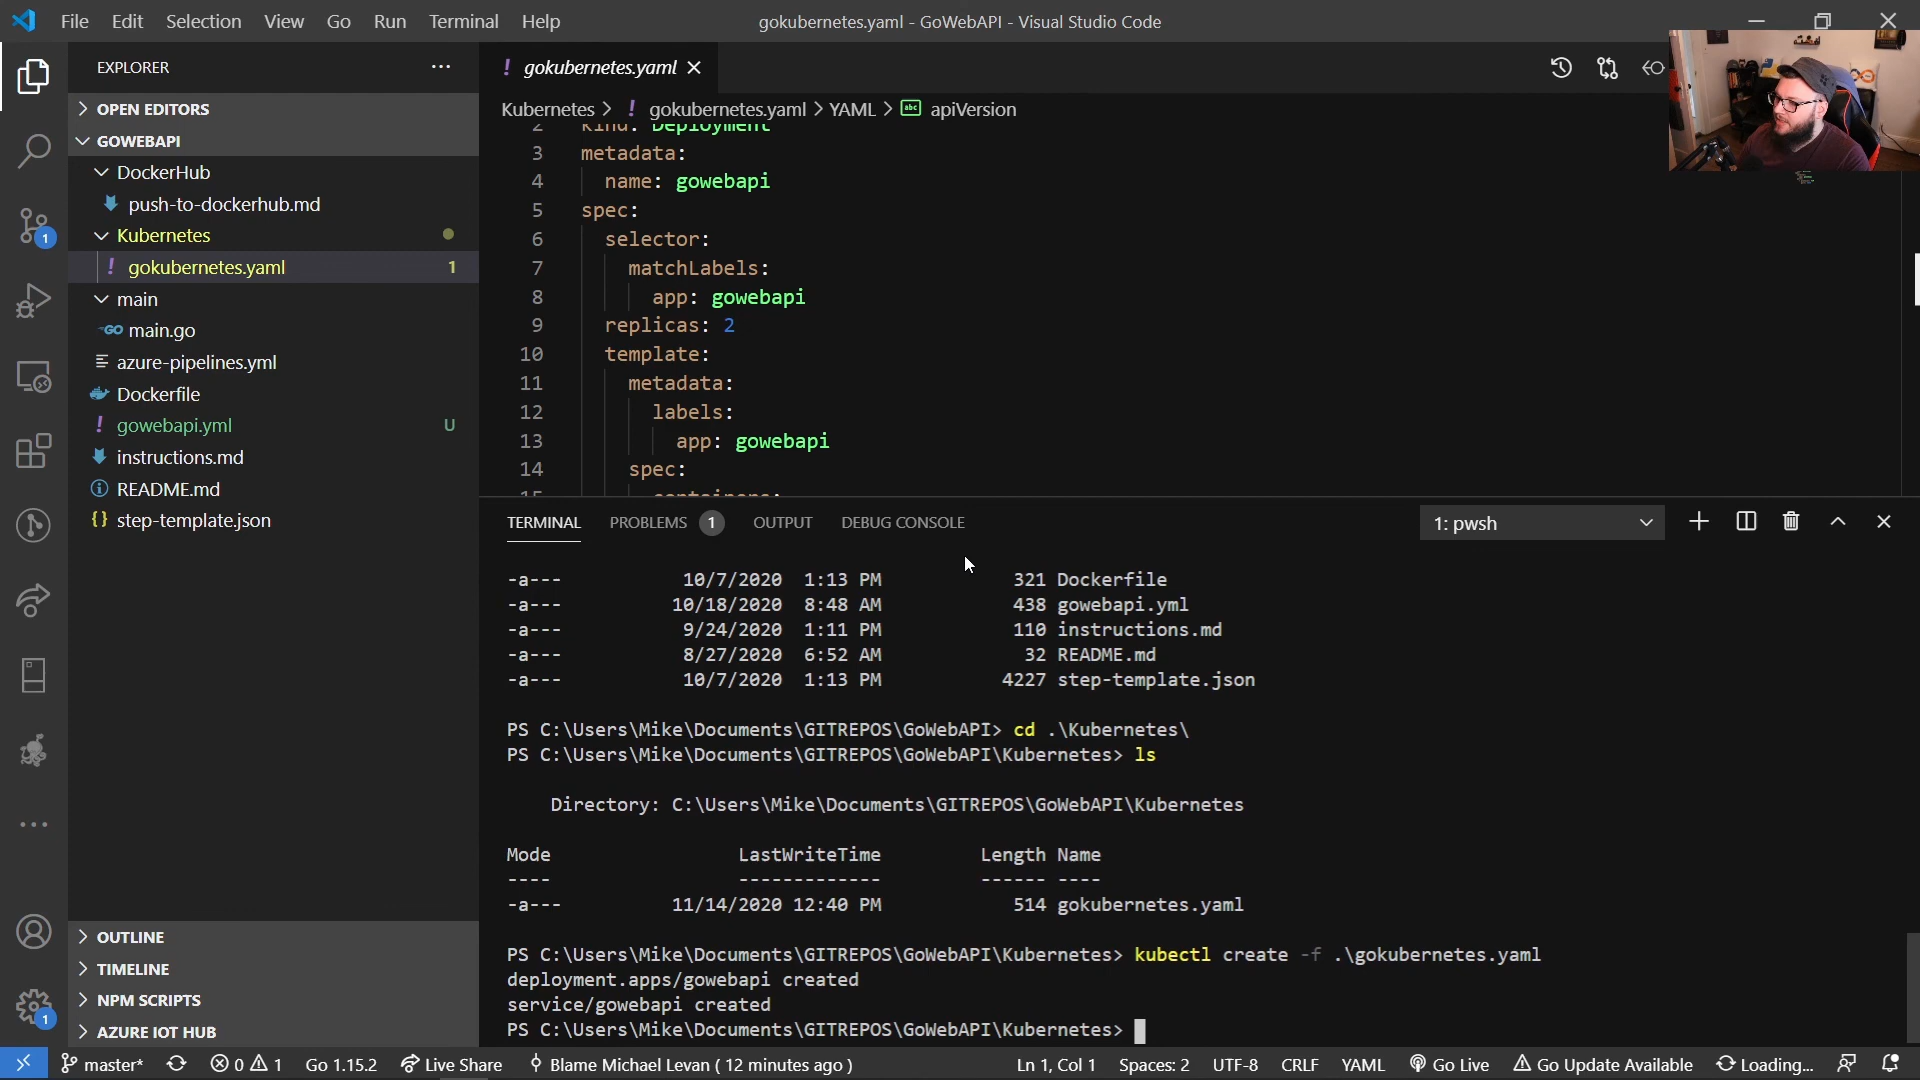 File Edit Selection View Go Run Terminal Help
gokubernetes.yaml - GoWebAPI - Visual Studio Code
EXPLORER
OPEN EDITORS
GOWEBAPI
DockerHub
push-to-dockerhub.md
Kubernetes
! gokubernetes.yaml 1
main
GO main.go
azure-pipelines.yml
Dockerfile
! gowebapi.yml U
instructions.md
README.md
{} step-template.json
OUTLINE
TIMELINE
NPM SCRIPTS
AZURE IOT HUB
1
1
! gokubernetes.yaml
Kubernetes > ! gokubernetes.yaml > YAML > abc apiVersion
2 kind: Deployment
3 metadata:
4 name: gowebapi
5 spec:
6 selector:
7 matchLabels:
8 app: gowebapi
9 replicas: 2
10 template:
11 metadata:
12 labels:
13 app: gowebapi
14 spec:
15 containers:
TERMINAL PROBLEMS 1 OUTPUT DEBUG CONSOLE 1: pwsh
-a--- 10/7/2020 1:13 PM 321 Dockerfile
-a--- 10/18/2020 8:48 AM 438 gowebapi.yml
-a--- 9/24/2020 1:11 PM 110 instructions.md
-a--- 8/27/2020 6:52 AM 32 README.md
-a--- 10/7/2020 1:13 PM 4227 step-template.json
PS C:\Users\Mike\Documents\GITREPOS\GoWebAPI> cd .\Kubernetes\
PS C:\Users\Mike\Documents\GITREPOS\GoWebAPI\Kubernetes> ls
Directory: C:\Users\Mike\Documents\GITREPOS\GoWebAPI\Kubernetes
Mode LastWriteTime Length Name
---- ------------- ------ ----
-a--- 11/14/2020 12:40 PM 514 gokubernetes.yaml
PS C:\Users\Mike\Documents\GITREPOS\GoWebAPI\Kubernetes> kubectl create -f .\gokubernetes.yaml
deployment.apps/gowebapi created
service/gowebapi created
PS C:\Users\Mike\Documents\GITREPOS\GoWebAPI\Kubernetes>
master* 0 1 Go 1.15.2 Live Share Blame Michael Levan ( 12 minutes ago ) Ln 1, Col 1 Spaces: 2 UTF-8 CRLF YAML Go Live Go Update Available Loading...